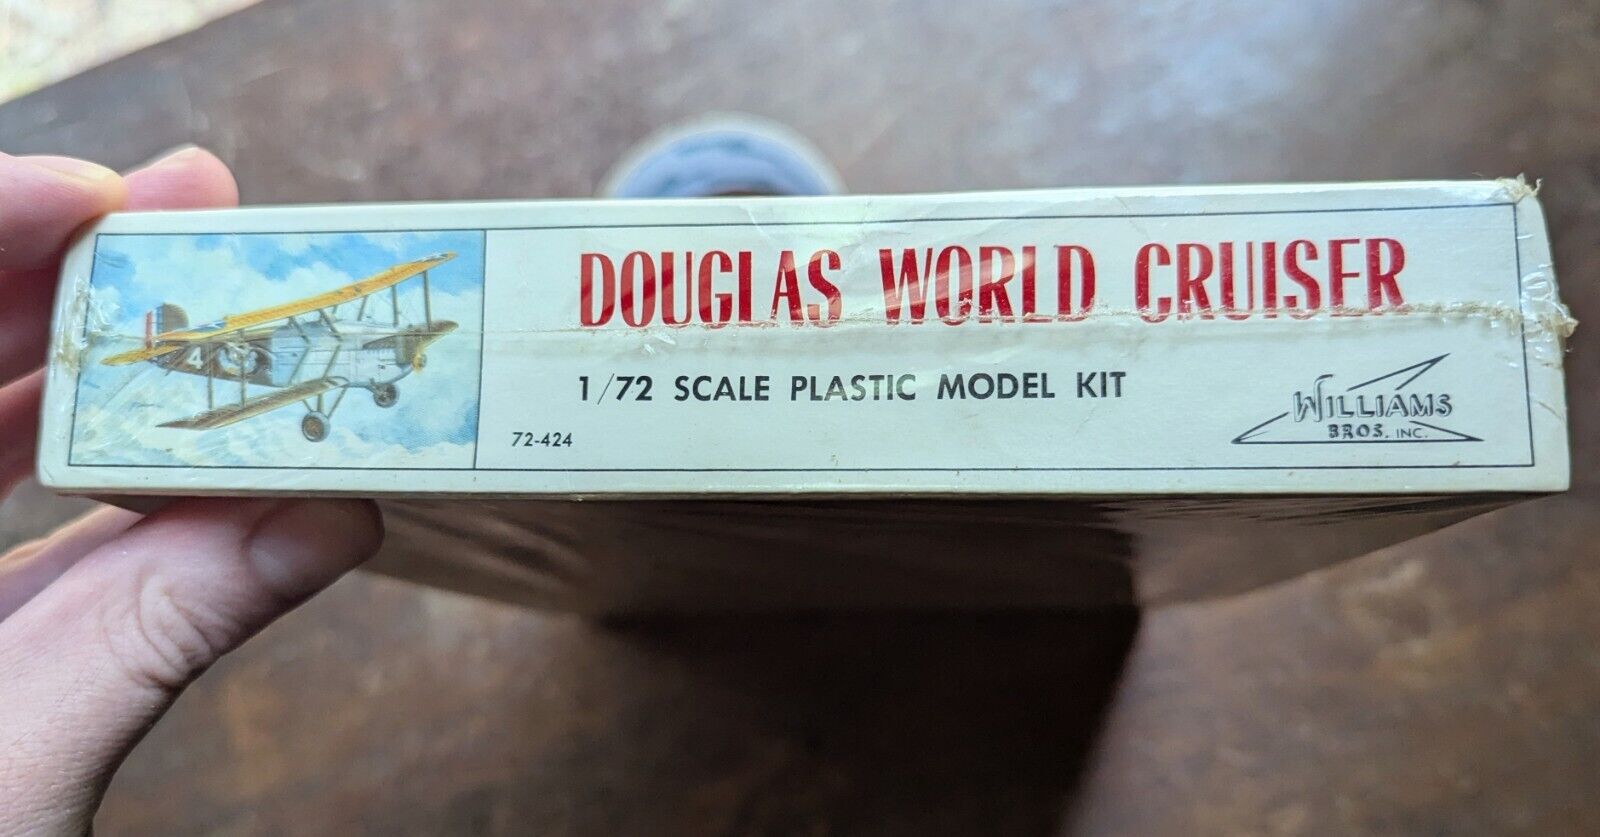 DOUGLAS WORLD CRUISER
1/72 SCALE PLASTIC MODEL KIT
72-424
WILLIAMS
BROS. INC.
4